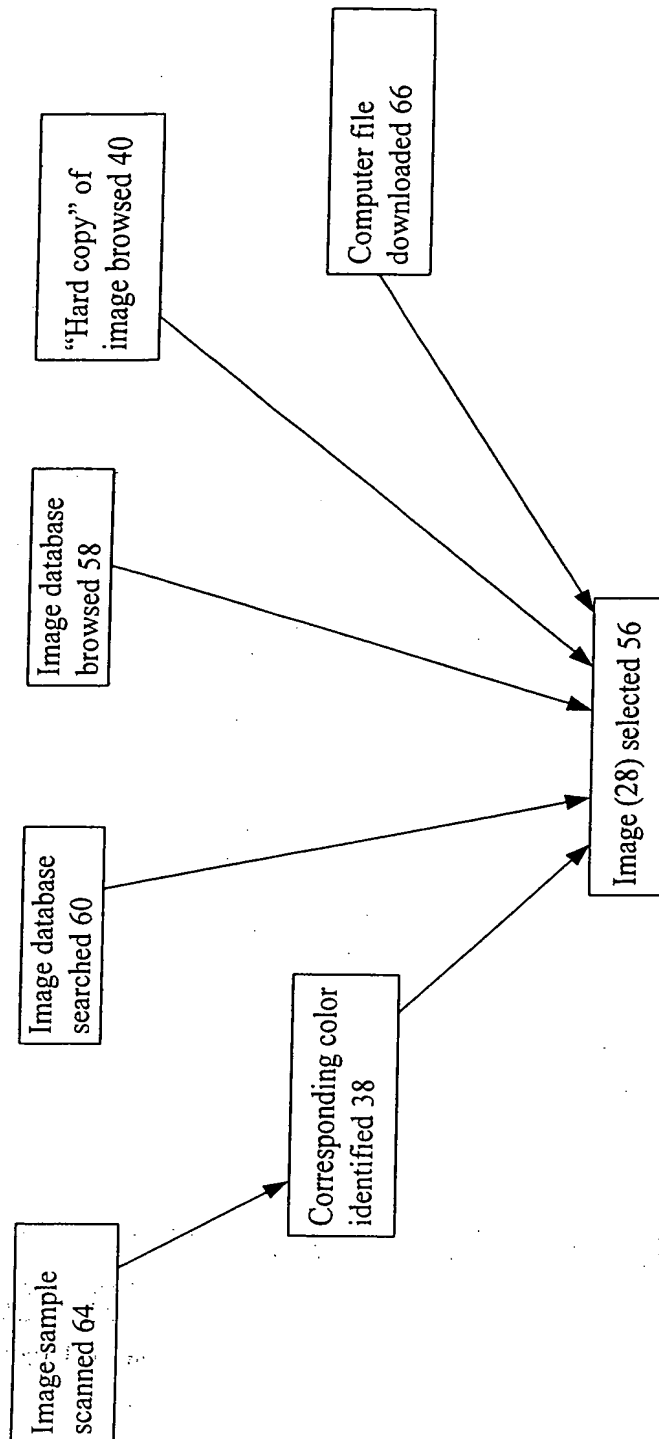 Image-sample
scanned 64
Image database
searched 60
Image database
browsed 58
“Hard copy” of
image browsed 40
Computer file
downloaded 66
Corresponding color
identified 38
Image (28) selected 56